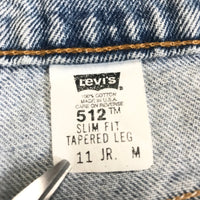 Levi's
100% COTTON
MADE IN U.S.A.
CARE ON REVERSE
512™
SLIM FIT
TAPERED LEG
11 JR. M